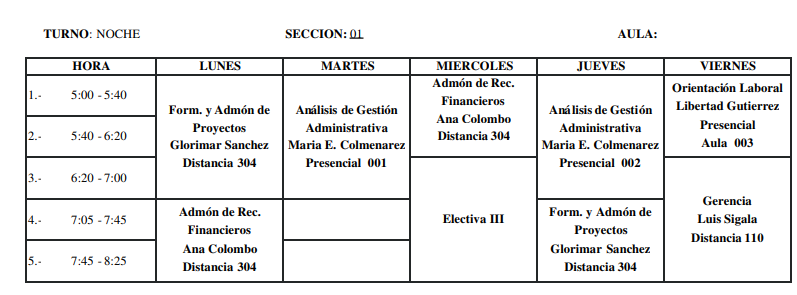 TURNO: NOCHE SECCION: 01 AULA:
HORA LUNES MARTES MIERCOLES JUEVES VIERNES
1.- 5:00 - 5:40
2.- 5:40 - 6:20
3.- 6:20 - 7:00
4.- 7:05 - 7:45
5.- 7:45 - 8:25
Form. y Admón de
Proyectos
Glorimar Sanchez
Distancia 304
Admón de Rec.
Financieros
Ana Colombo
Distancia 304
Análisis de Gestión
Administrativa
Maria E. Colmenarez
Presencial 001
Admón de Rec.
Financieros
Ana Colombo
Distancia 304
Electiva III
Análisis de Gestión
Administrativa
Maria E. Colmenarez
Presencial 002
Form. y Admón de
Proyectos
Glorimar Sanchez
Distancia 304
Orientación Laboral
Libertad Gutierrez
Presencial
Aula 003
Gerencia
Luis Sigala
Distancia 110